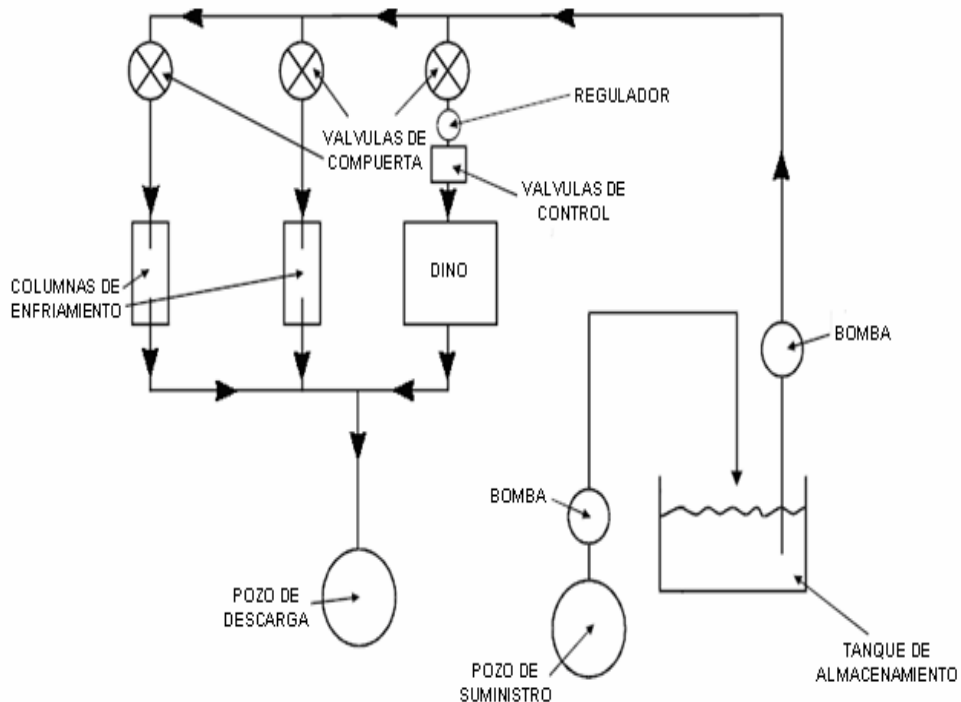 REGULADOR
VALVULAS DE
COMPUERTA
VALVULAS DE
CONTROL
COLUMNAS DE
ENFRIAMIENTO
DINO
BOMBA
BOMBA
POZO DE
DESCARGA
POZO DE
SUMINISTRO
TANQUE DE
ALMACENAMIENTO